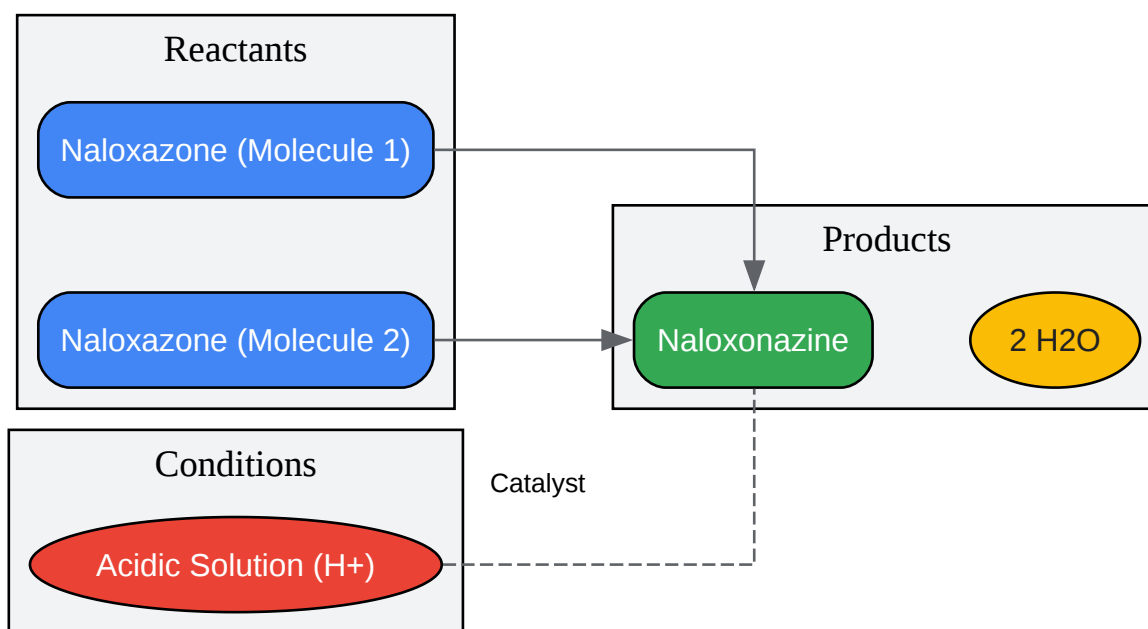 Reactants
Naloxazone (Molecule 1)
Naloxazone (Molecule 2)
Products
Naloxonazine
2 H2O
Conditions
Catalyst
Acidic Solution (H+)